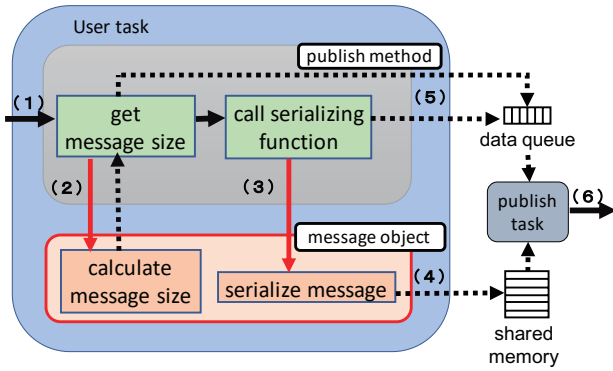 User task
publish method
(1)
(5)
get
message size
call serializing
function
data queue
(2)
(3)
(6)
publish
task
message object
calculate
message size
serialize message
(4)
shared
memory